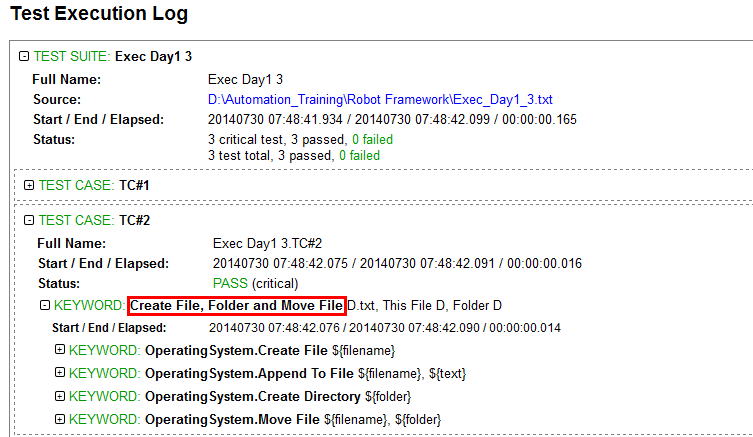 Test Execution Log
TEST SUITE: Exec Day1 3
Full Name: Exec Day1 3
Source: D:\Automation_Training\Robot Framework\Exec_Day1_3.txt
Start / End / Elapsed: 20140730 07:48:41.934 / 20140730 07:48:42.099 / 00:00:00.165
Status: 3 critical test, 3 passed, 0 failed
3 test total, 3 passed, 0 failed
TEST CASE: TC#1
TEST CASE: TC#2
Full Name: Exec Day1 3.TC#2
Start / End / Elapsed: 20140730 07:48:42.075 / 20140730 07:48:42.091 / 00:00:00.016
Status: PASS (critical)
KEYWORD: Create File, Folder and Move File D.txt, This File D, Folder D
Start / End / Elapsed: 20140730 07:48:42.076 / 20140730 07:48:42.090 / 00:00:00.014
KEYWORD: OperatingSystem.Create File ${filename}
KEYWORD: OperatingSystem.Append To File ${filename}, ${text}
KEYWORD: OperatingSystem.Create Directory ${folder}
KEYWORD: OperatingSystem.Move File ${filename}, ${folder}